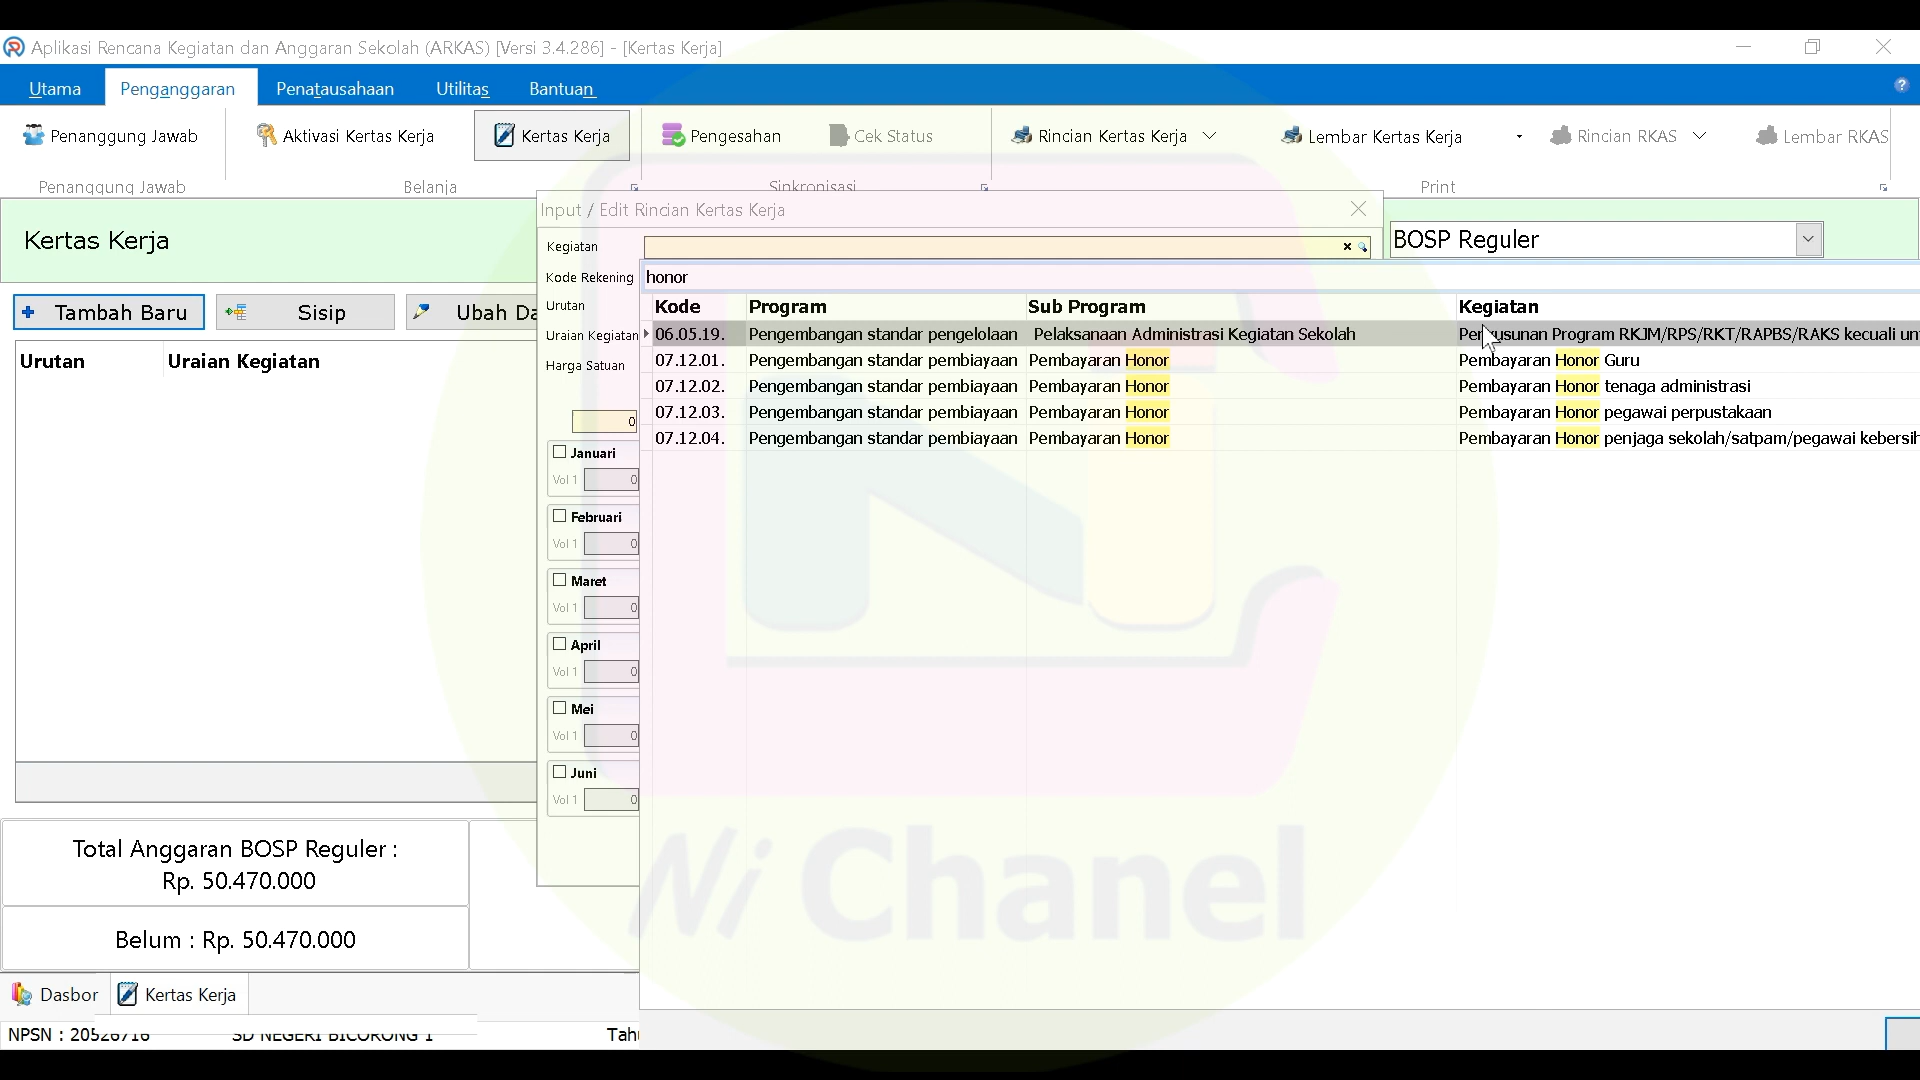 Aplikasi Rencana Kegiatan dan Anggaran Sekolah (ARKAS) [Versi 3.4.286] - [Kertas Kerja]
Utama Penganggaran Penatausahaan Utilitas Bantuan
Penanggung Jawab Aktivasi Kertas Kerja Kertas Kerja Pengesahan Cek Status Rincian Kertas Kerja Lembar Kertas Kerja Rincian RKAS Lembar RKAS
Penanggung Jawab Belanja Sinkronisasi Print
Input / Edit Rincian Kertas Kerja
Kertas Kerja
BOSP Reguler
Kegiatan
Kode Rekening honor
Tambah Baru Sisip Ubah Da
Urutan Kode Program Sub Program Kegiatan
Uraian Kegiatan 06.05.19. Pengembangan standar pengelolaan Pelaksanaan Administrasi Kegiatan Sekolah Penyusunan Program RKJM/RPS/RKT/RAPBS/RAKS kecuali un
Urutan Uraian Kegiatan
Harga Satuan 07.12.01. Pengembangan standar pembiayaan Pembayaran Honor Pembayaran Honor Guru
07.12.02. Pengembangan standar pembiayaan Pembayaran Honor Pembayaran Honor tenaga administrasi
07.12.03. Pengembangan standar pembiayaan Pembayaran Honor Pembayaran Honor pegawai perpustakaan
0
07.12.04. Pengembangan standar pembiayaan Pembayaran Honor Pembayaran Honor penjaga sekolah/satpam/pegawai kebersih
Januari
Vol 1 0
Februari
Vol 1 0
Maret
Vol 1 0
April
Vol 1 0
Mei
Vol 1 0
Juni
Vol 1 0
Total Anggaran BOSP Reguler :
Rp. 50.470.000
Belum : Rp. 50.470.000
Ni Chanel
Dasbor Kertas Kerja
NPSN : 20526716 SD NEGERI BICORONG 1 Tahu